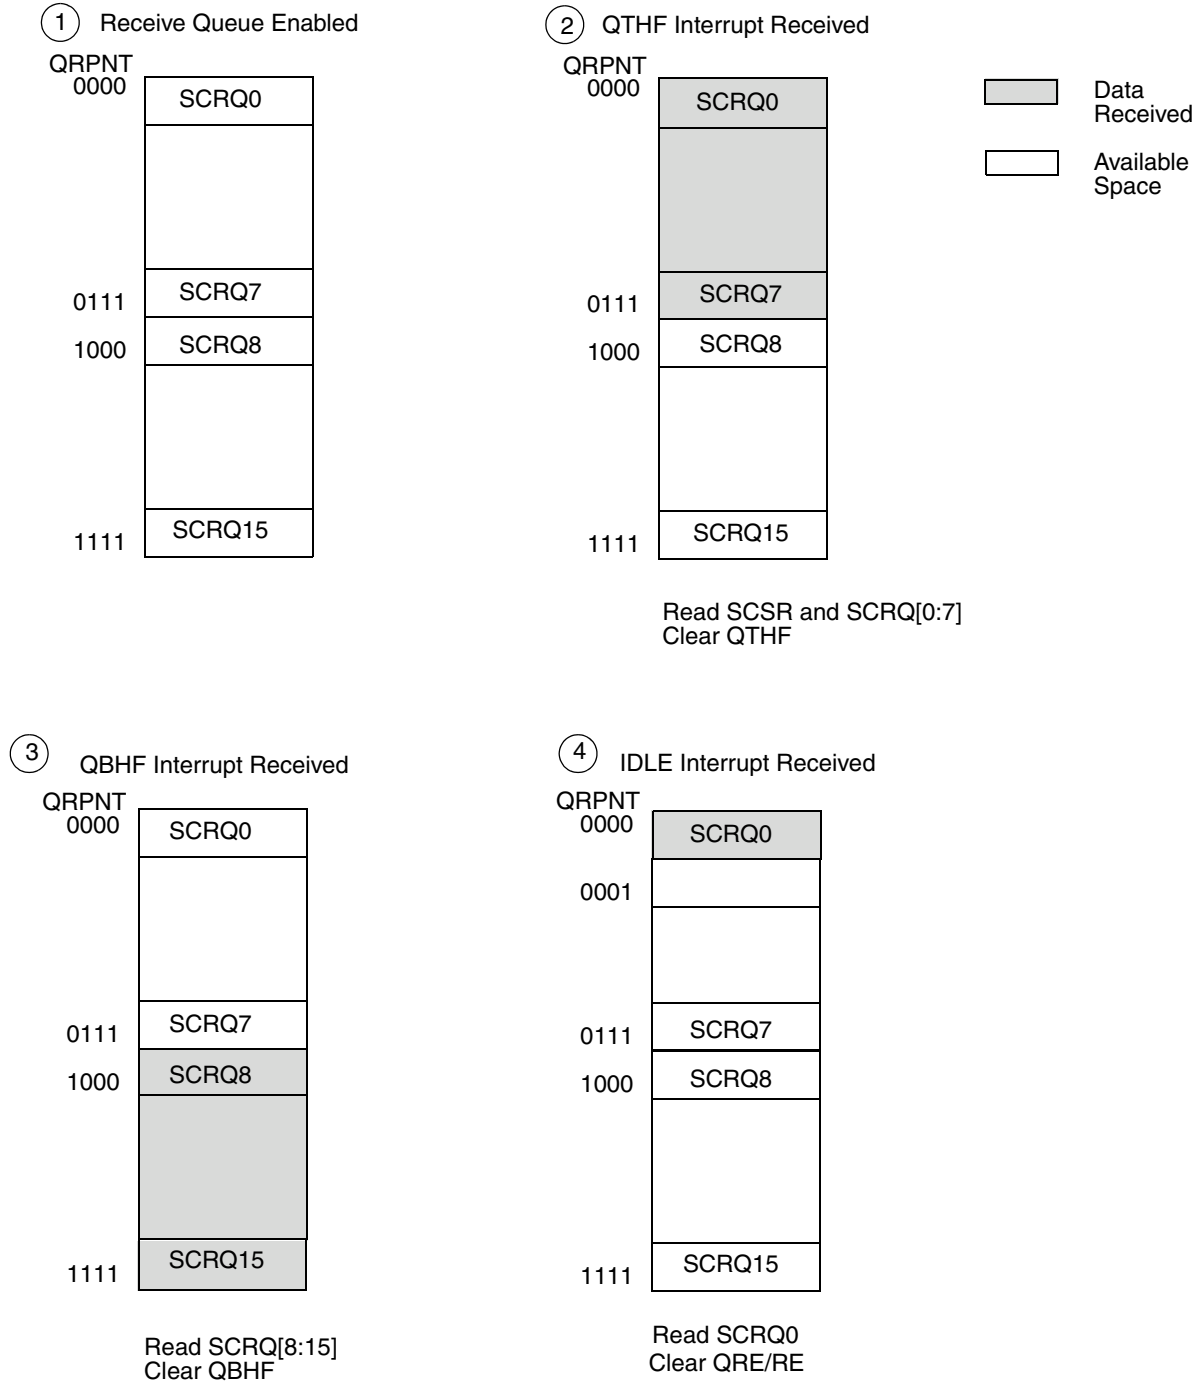 1 Receive Queue Enabled
QRPNT
0000 SCRQ0
0111 SCRQ7
1000 SCRQ8
1111 SCRQ15
2 QTHF Interrupt Received
QRPNT
0000 SCRQ0
0111 SCRQ7
1000 SCRQ8
1111 SCRQ15
Read SCSR and SCRQ[0:7]
Clear QTHF
Data
Received
Available
Space
3 QBHF Interrupt Received
QRPNT
0000 SCRQ0
0111 SCRQ7
1000 SCRQ8
1111 SCRQ15
Read SCRQ[8:15]
Clear QBHF
4 IDLE Interrupt Received
QRPNT
0000 SCRQ0
0001
0111 SCRQ7
1000 SCRQ8
1111 SCRQ15
Read SCRQ0
Clear QRE/RE